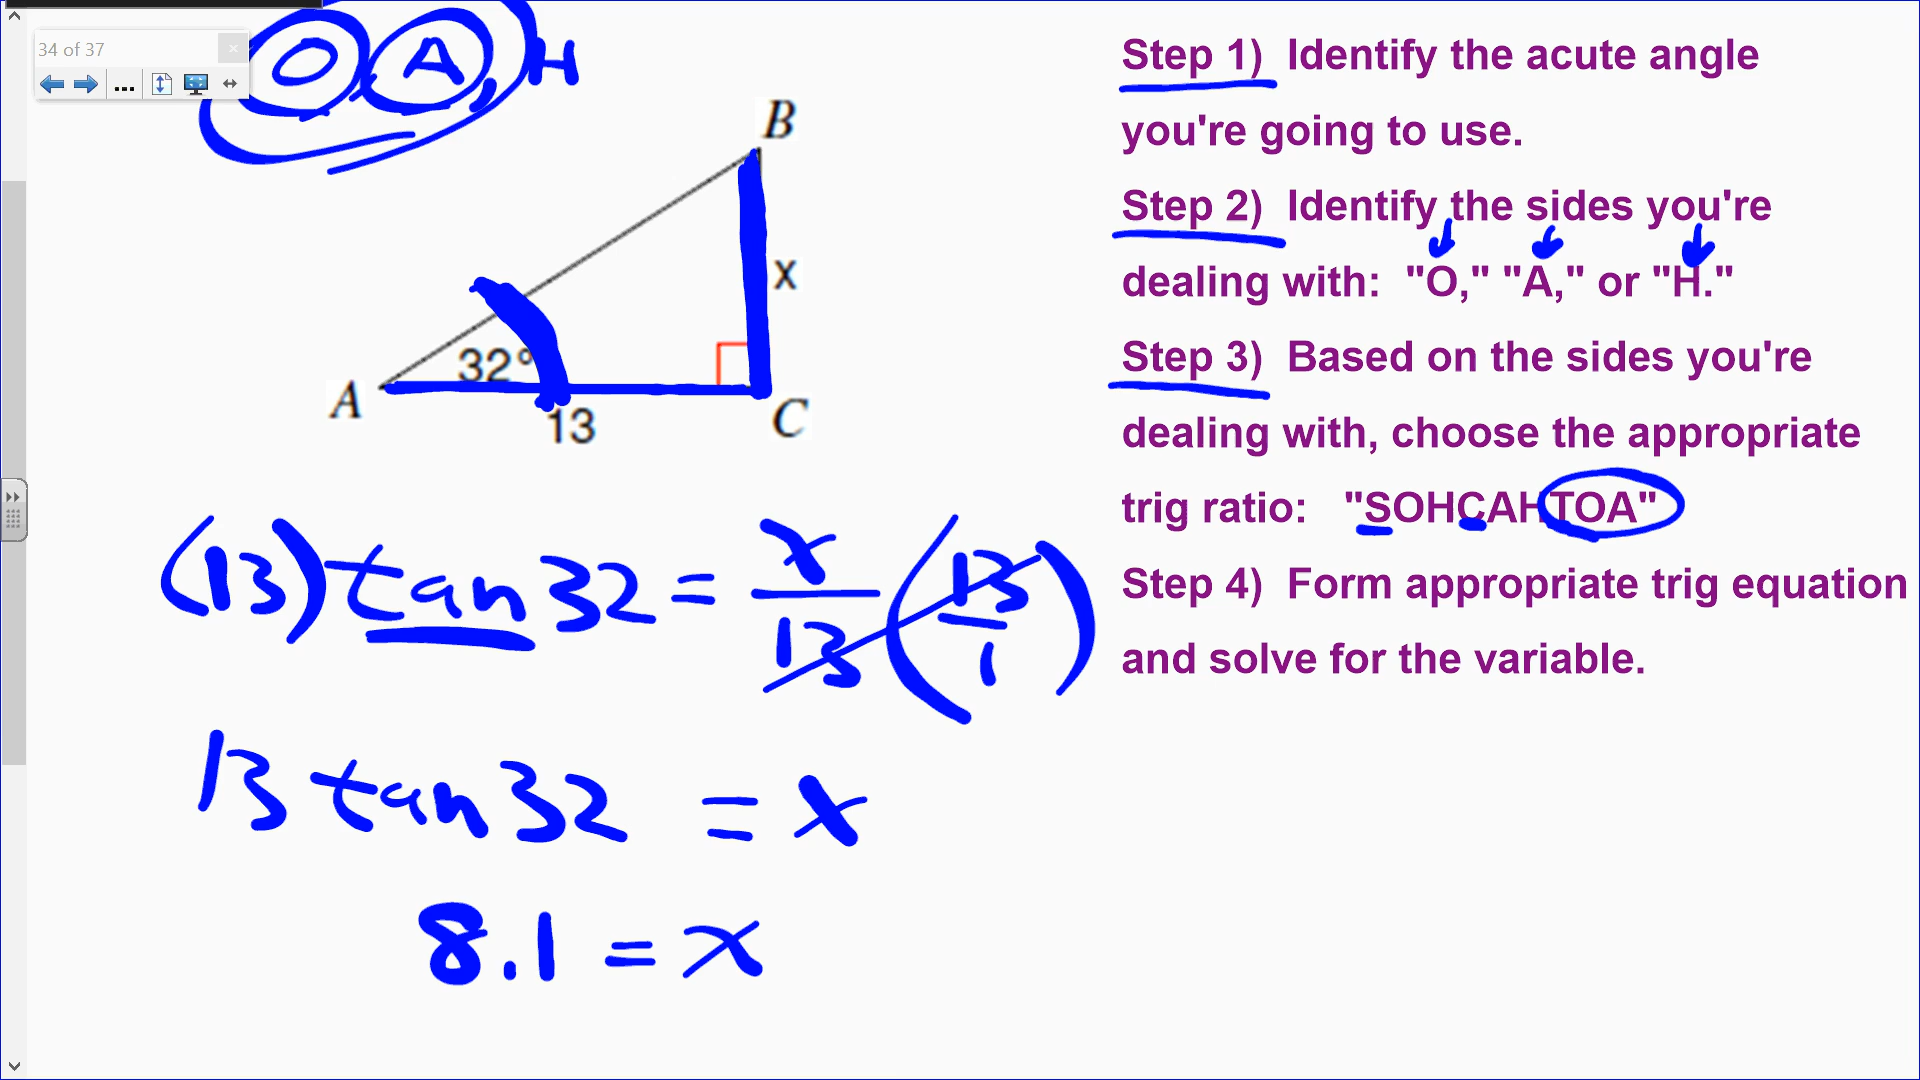 34 of 37
O, A, H
B
x
32°
A
13
C
(13) tan 32 = x/13 (13/1)
13 tan 32 = x
8.1 = x
Step 1) Identify the acute angle
you're going to use.
Step 2) Identify the sides you're
dealing with: "O," "A," or "H."
Step 3) Based on the sides you're
dealing with, choose the appropriate
trig ratio: "SOHCAHTOA"
Step 4) Form appropriate trig equation
and solve for the variable.